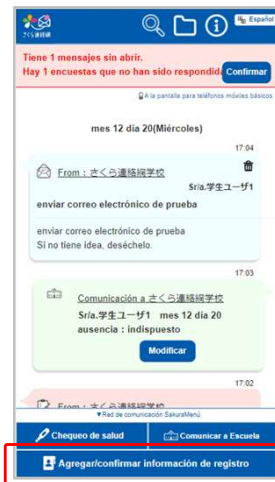 さくら連絡網
Español
Tiene 1 mensajes sin abrir.
Hay 1 encuestas que no han sido respondid
Confirmar
A la pantalla para teléfonos móviles básicos
mes 12 día 20(Miércoles)
17:04
From : さくら連絡網学校
Sr/a.学生ユーザ1
enviar correo electrónico de prueba
enviar correo electrónico de prueba
Si no tiene idea, deséchelo.
17:03
Comunicación a さくら連絡網学校
Sr/a.学生ユーザ1 mes 12 día 20
ausencia : indispuesto
Modificar
17:02
From : さくら連絡網学校
▼Red de comunicación SakuraMenú
Chequeo de salud
Comunicar a Escuela
Agregar/confirmar información de registro